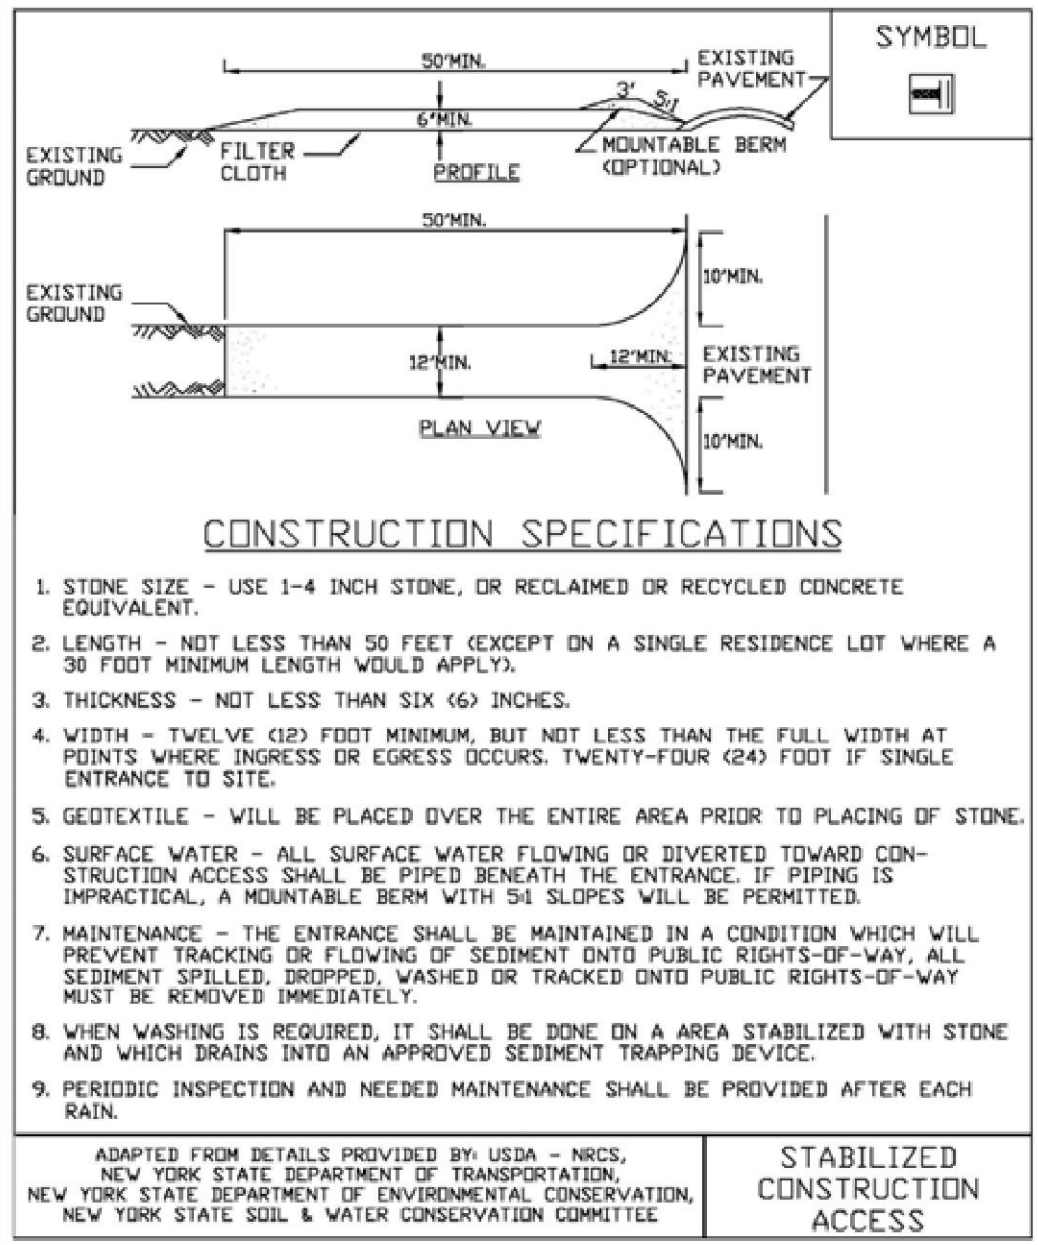 SYMBOL
50'MIN.
EXISTING
PAVEMENT
3'
5:1
6"MIN.
EXISTING
GROUND
FILTER
CLOTH
PROFILE
MOUNTABLE BERM
(OPTIONAL)
50'MIN.
10'MIN.
EXISTING
GROUND
12'MIN.
12'MIN.
EXISTING
PAVEMENT
PLAN VIEW
10'MIN.
CONSTRUCTION SPECIFICATIONS
1. STONE SIZE - USE 1-4 INCH STONE, OR RECLAIMED OR RECYCLED CONCRETE
EQUIVALENT.
2. LENGTH - NOT LESS THAN 50 FEET (EXCEPT ON A SINGLE RESIDENCE LOT WHERE A
30 FOOT MINIMUM LENGTH WOULD APPLY).
3. THICKNESS - NOT LESS THAN SIX (6) INCHES.
4. WIDTH - TWELVE (12) FOOT MINIMUM, BUT NOT LESS THAN THE FULL WIDTH AT
POINTS WHERE INGRESS OR EGRESS OCCURS. TWENTY-FOUR (24) FOOT IF SINGLE
ENTRANCE TO SITE.
5. GEOTEXTILE - WILL BE PLACED OVER THE ENTIRE AREA PRIOR TO PLACING OF STONE.
6. SURFACE WATER - ALL SURFACE WATER FLOWING OR DIVERTED TOWARD CON-
STRUCTION ACCESS SHALL BE PIPED BENEATH THE ENTRANCE. IF PIPING IS
IMPRACTICAL, A MOUNTABLE BERM WITH 5:1 SLOPES WILL BE PERMITTED.
7. MAINTENANCE - THE ENTRANCE SHALL BE MAINTAINED IN A CONDITION WHICH WILL
PREVENT TRACKING OR FLOWING OF SEDIMENT ONTO PUBLIC RIGHTS-OF-WAY, ALL
SEDIMENT SPILLED, DROPPED, WASHED OR TRACKED ONTO PUBLIC RIGHTS-OF-WAY
MUST BE REMOVED IMMEDIATELY.
8. WHEN WASHING IS REQUIRED, IT SHALL BE DONE ON A AREA STABILIZED WITH STONE
AND WHICH DRAINS INTO AN APPROVED SEDIMENT TRAPPING DEVICE.
9. PERIODIC INSPECTION AND NEEDED MAINTENANCE SHALL BE PROVIDED AFTER EACH
RAIN.
ADAPTED FROM DETAILS PROVIDED BY: USDA - NRCS,
NEW YORK STATE DEPARTMENT OF TRANSPORTATION,
NEW YORK STATE DEPARTMENT OF ENVIRONMENTAL CONSERVATION,
NEW YORK STATE SOIL & WATER CONSERVATION COMMITTEE
STABILIZED
CONSTRUCTION
ACCESS